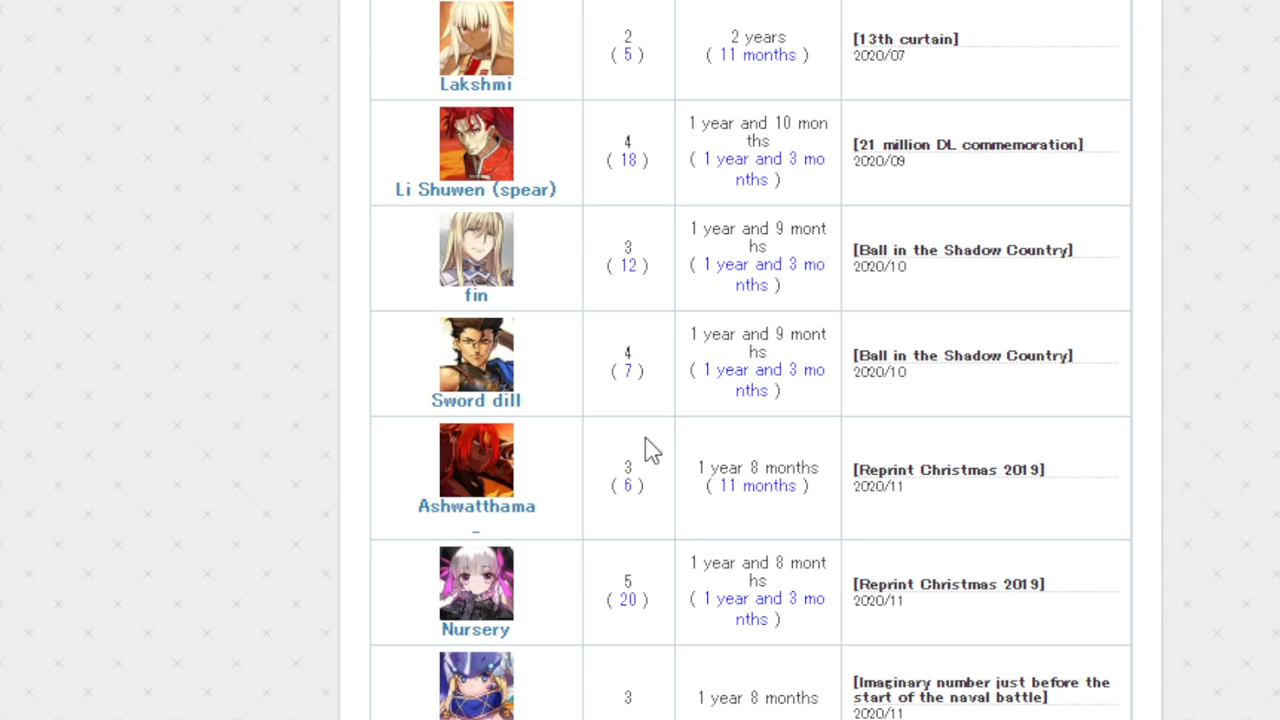 Lakshmi
2
( 5 )
2 years
( 11 months )
[13th curtain]
2020/07
Li Shuwen (spear)
4
( 18 )
1 year and 10 mon
ths
( 1 year and 3 mo
nths )
[21 million DL commemoration]
2020/09
fin
3
( 12 )
1 year and 9 mont
hs
( 1 year and 3 mo
nths )
[Ball in the Shadow Country]
2020/10
Sword dill
4
( 7 )
1 year and 9 mont
hs
( 1 year and 3 mo
nths )
[Ball in the Shadow Country]
2020/10
Ashwatthama
–
3
( 6 )
1 year 8 months
( 11 months )
[Reprint Christmas 2019]
2020/11
Nursery
5
( 20 )
1 year and 8 mont
hs
( 1 year and 3 mo
nths )
[Reprint Christmas 2019]
2020/11
3
1 year 8 months
[Imaginary number just before the
start of the naval battle]
2020/11